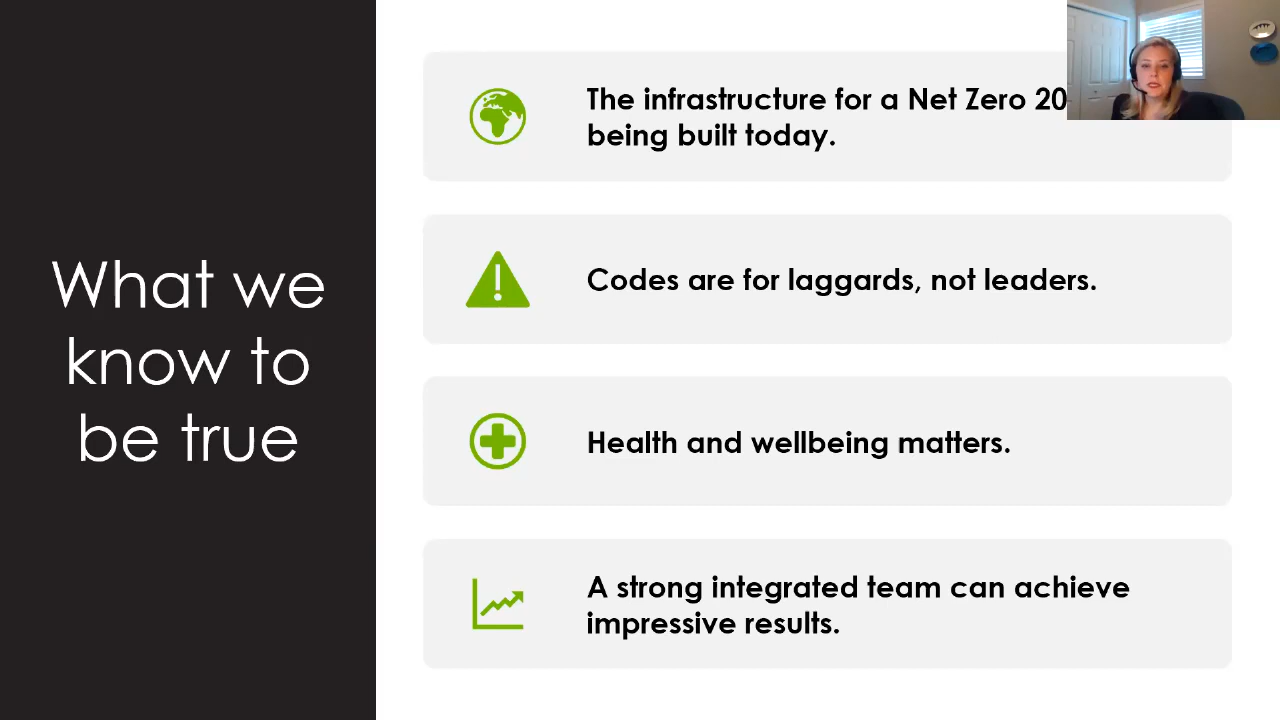 What we
know to
be true
The infrastructure for a Net Zero 20
being built today.
Codes are for laggards, not leaders.
Health and wellbeing matters.
A strong integrated team can achieve
impressive results.